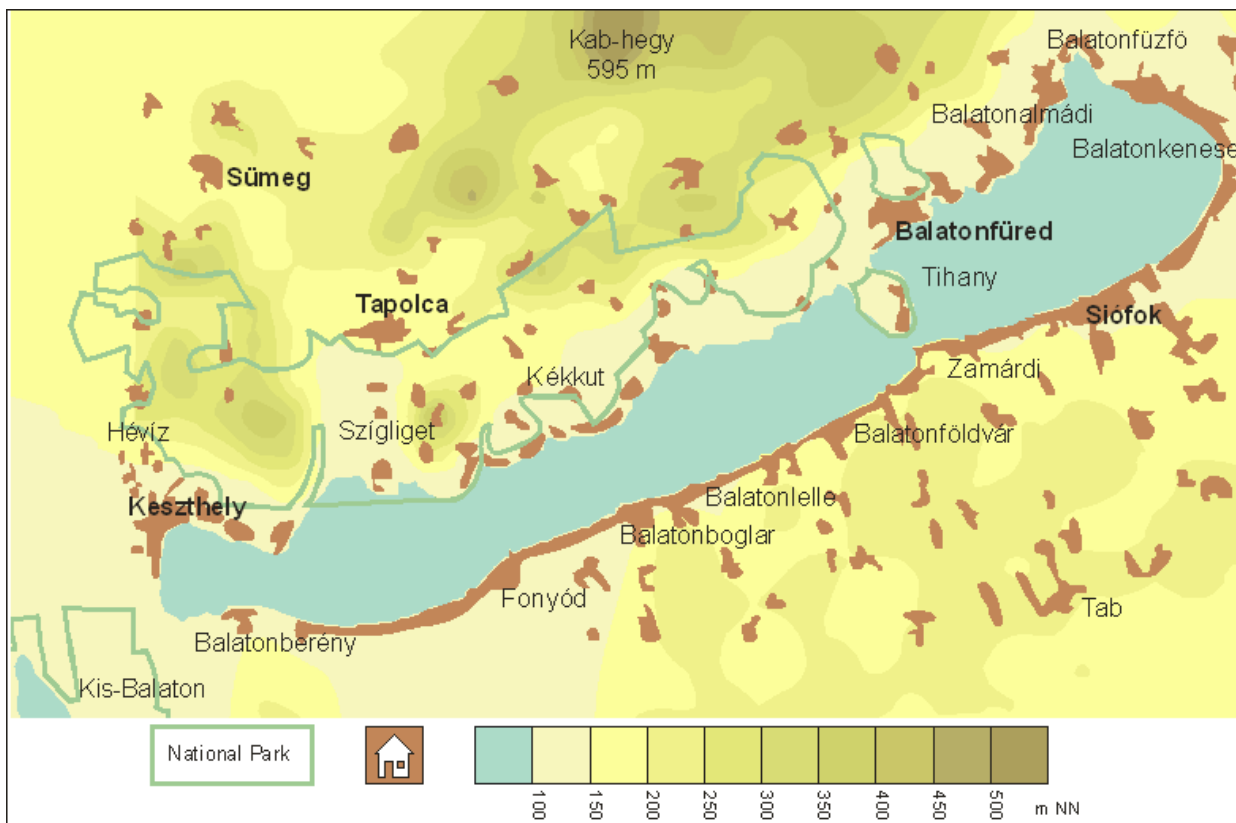 Kab-hegy
595 m
Balatonfüzfö
Balatonalmádi
Balatonkenese
Sümeg
Balatonfüred
Tihany
Tapolca
Siófok
Zamárdi
Kékkut
Hévíz
Szígliget
Balatonföldvár
Keszthely
Balatonlelle
Balatonboglar
Fonyód
Tab
Balatonberény
Kis-Balaton
National Park
100
150
200
250
300
350
400
450
500
m NN